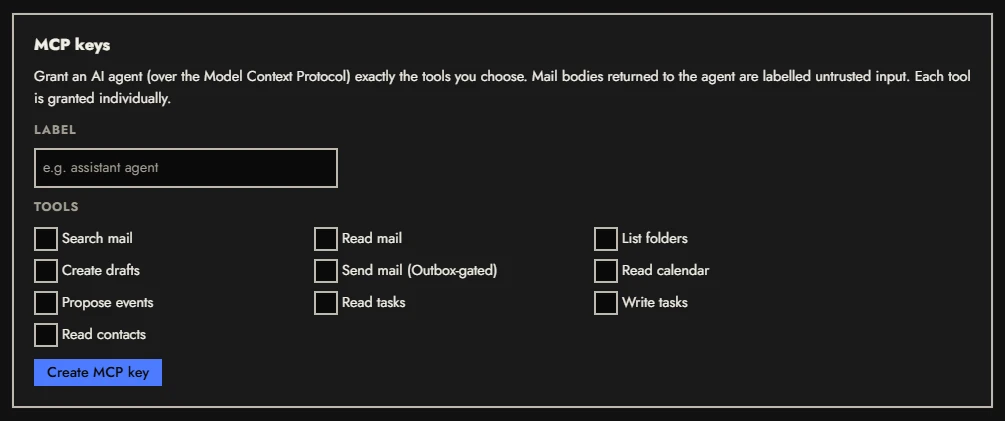 MCP keys
Grant an AI agent (over the Model Context Protocol) exactly the tools you choose. Mail bodies returned to the agent are labelled untrusted input. Each tool
is granted individually.
LABEL
e.g. assistant agent
TOOLS
Search mail
Read mail
List folders
Create drafts
Send mail (Outbox-gated)
Read calendar
Propose events
Read tasks
Write tasks
Read contacts
Create MCP key